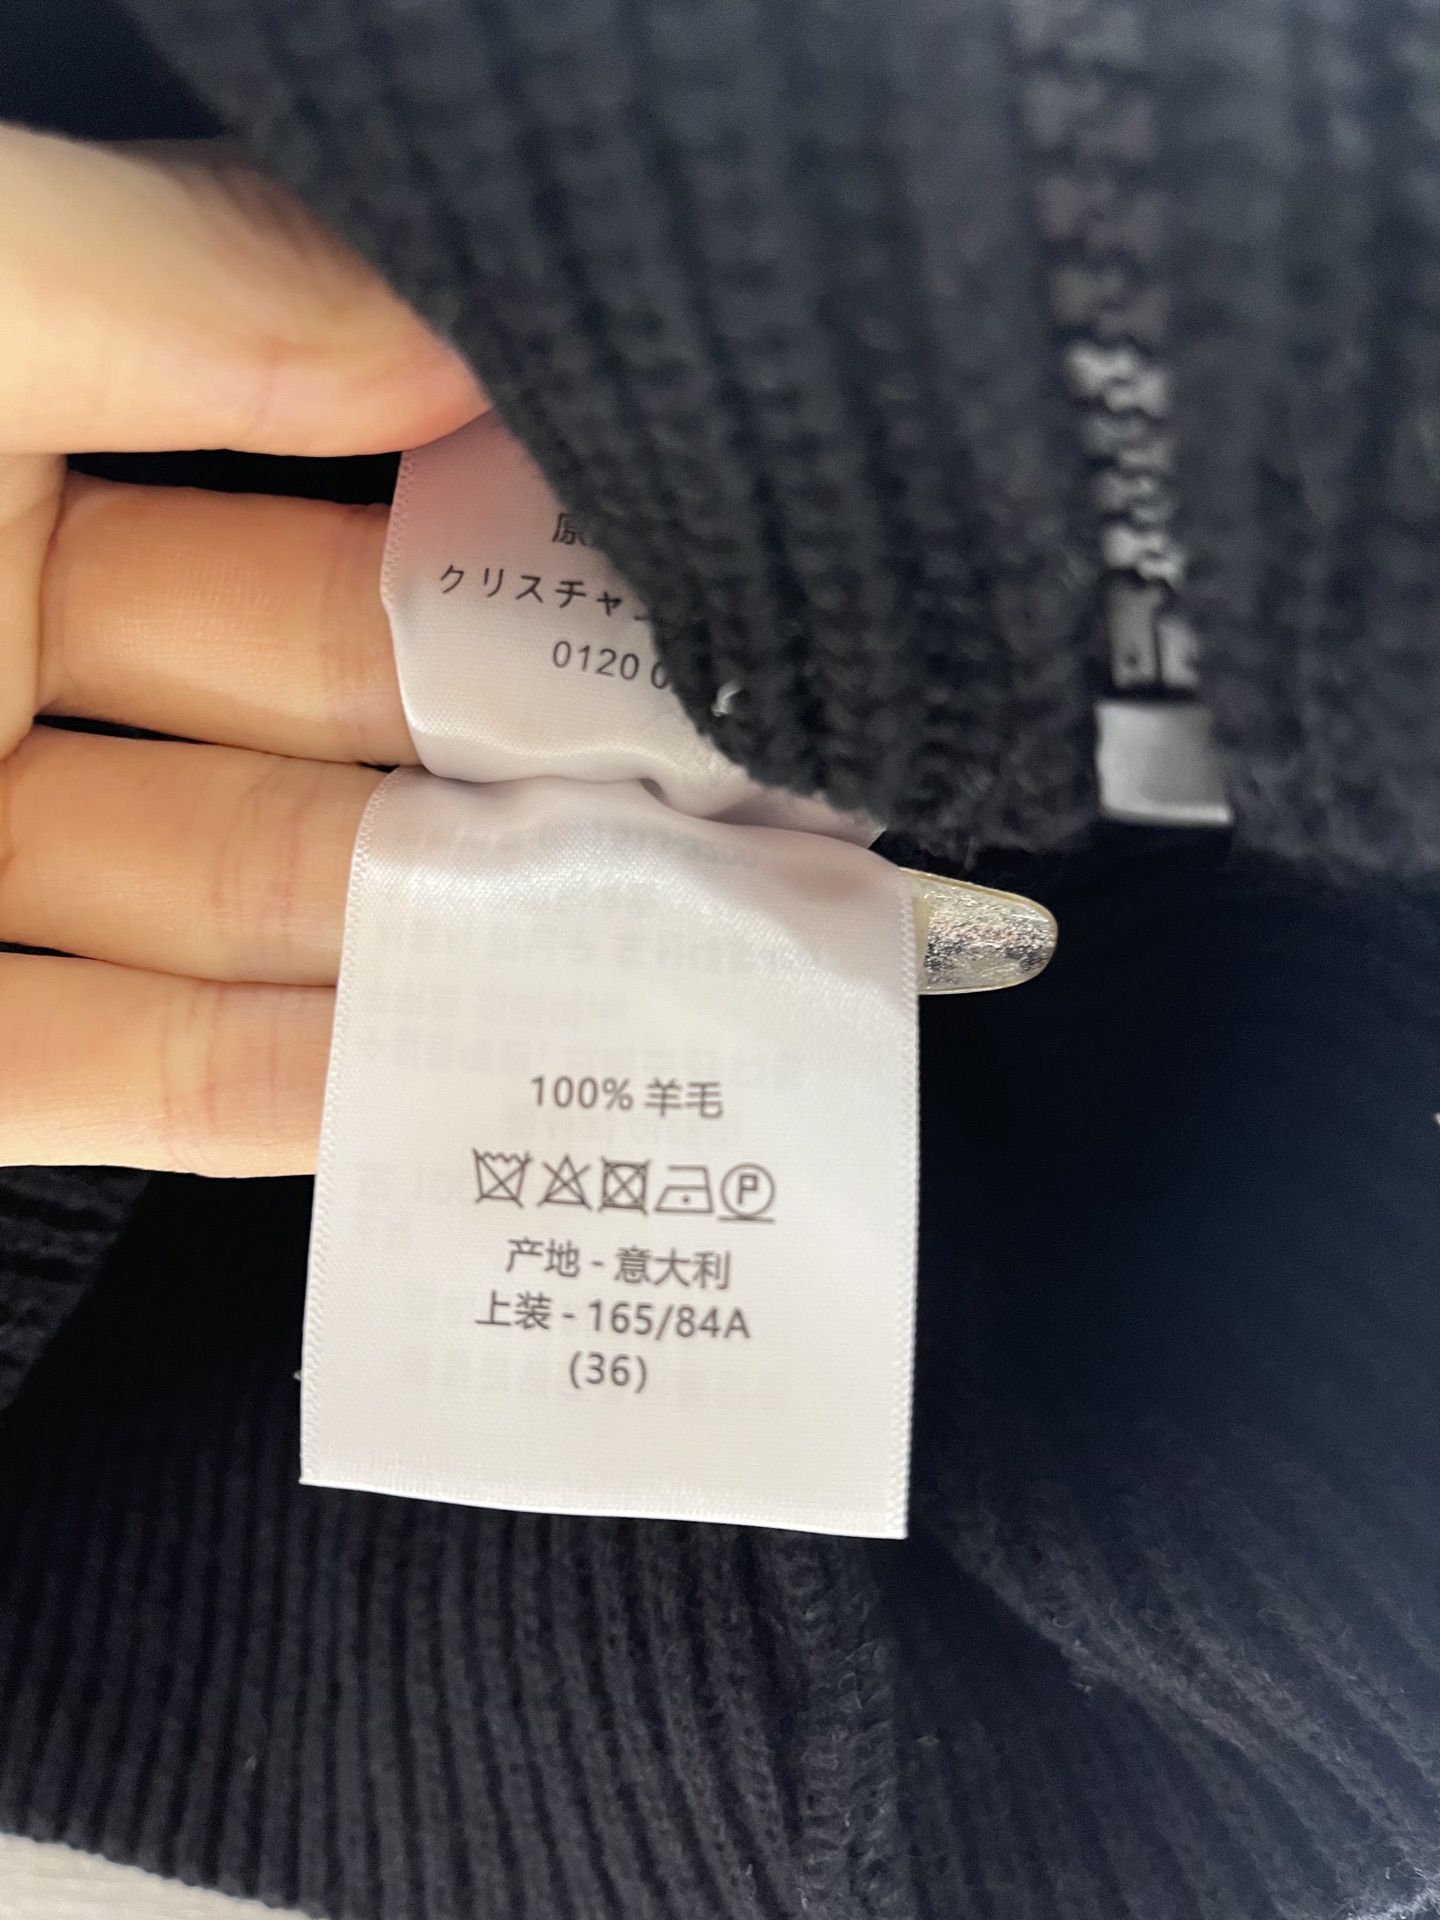 クリスチャ
0120
100% 羊毛
产地 - 意大利
上装 - 165/84A
(36)